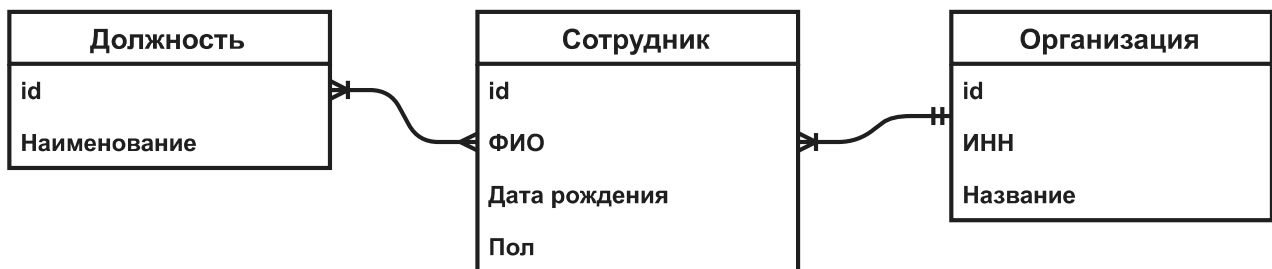 Должность
id
Наименование
Сотрудник
id
ФИО
Дата рождения
Пол
Организация
id
ИНН
Название